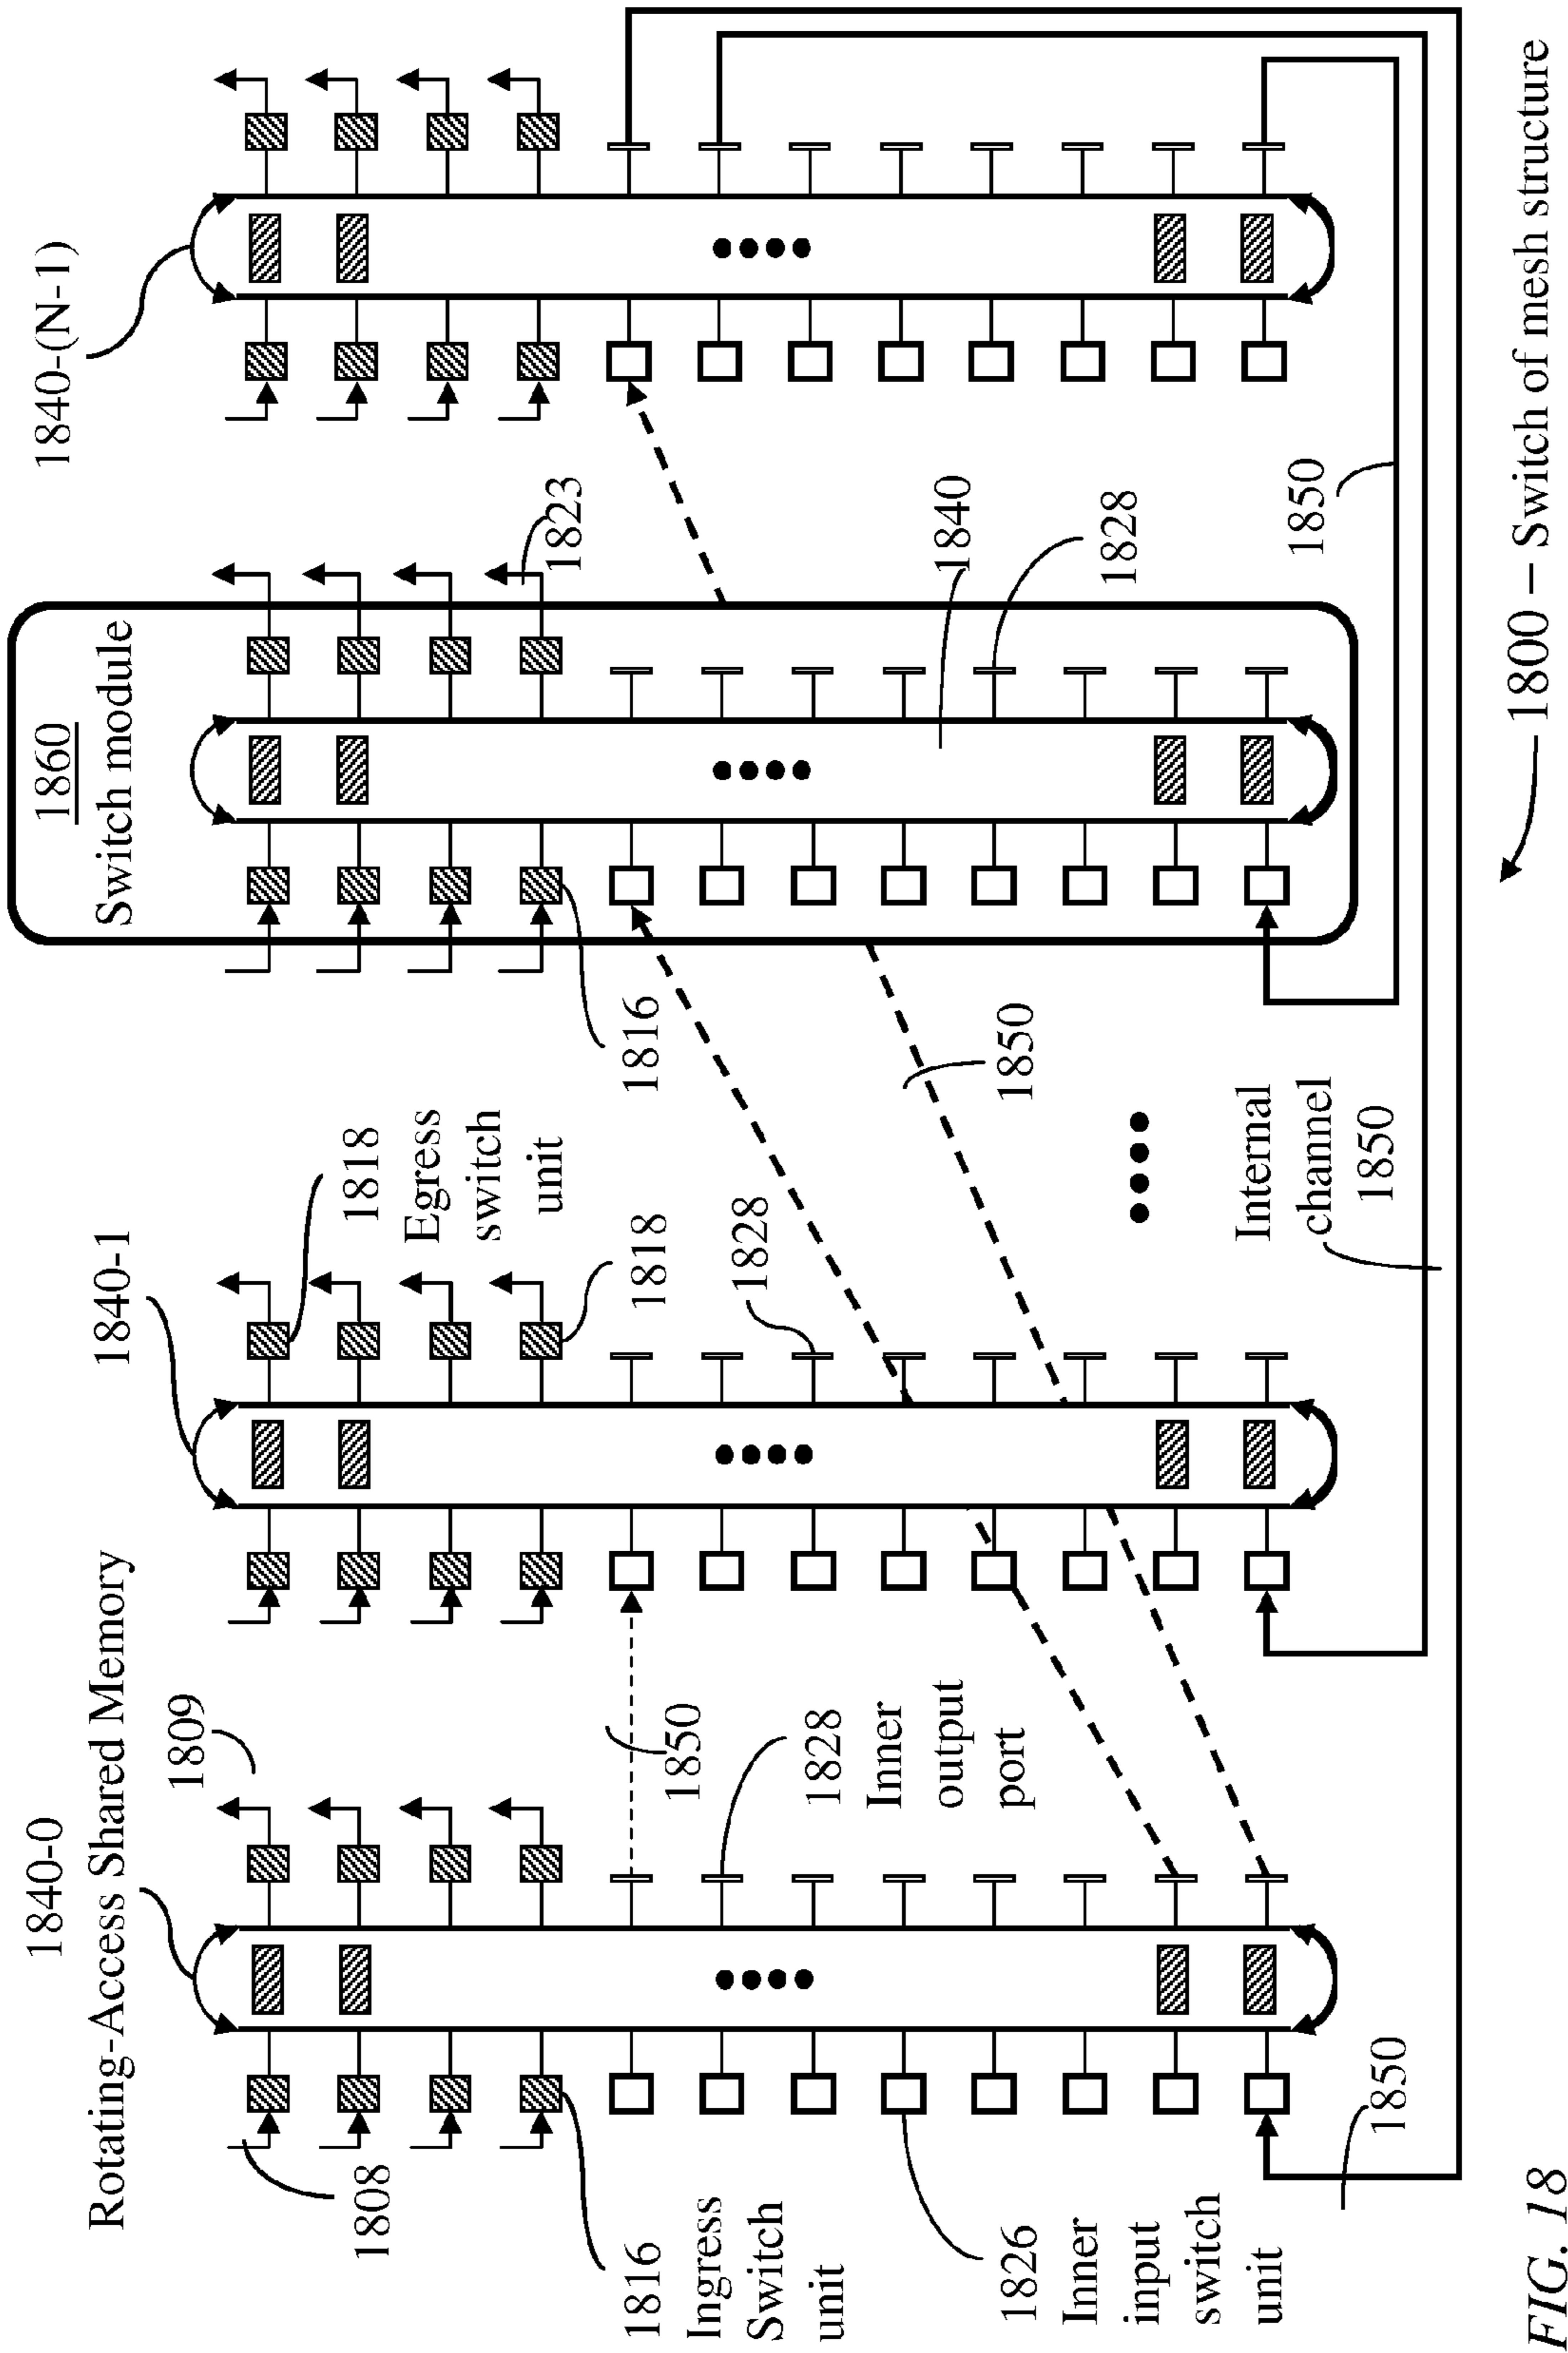 1840-0
Rotating-Access Shared Memory
1809
1808
1816
Ingress
Switch
unit
1826
Inner
input
switch
unit
1850
1850
1828
Inner
output
port
1840-1
1818
Egress
switch
unit
1818
1828
1816
1850
Internal
channel
1850
1860
Switch module
1823
1840
1828
1850
1840-(N-1)
1800 – Switch of mesh structure
FIG. 18